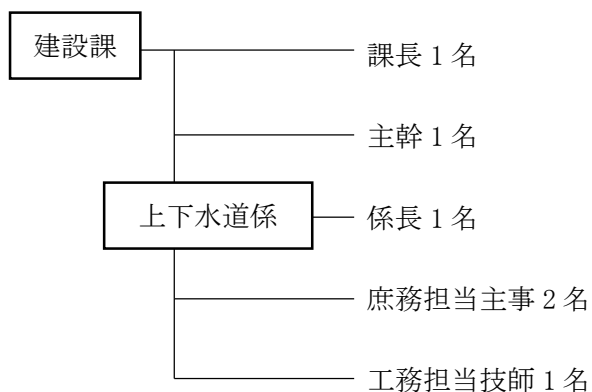 建設課
課長 1 名
主幹 1 名
上下水道係
係長 1 名
庶務担当主事 2 名
工務担当技師 1 名